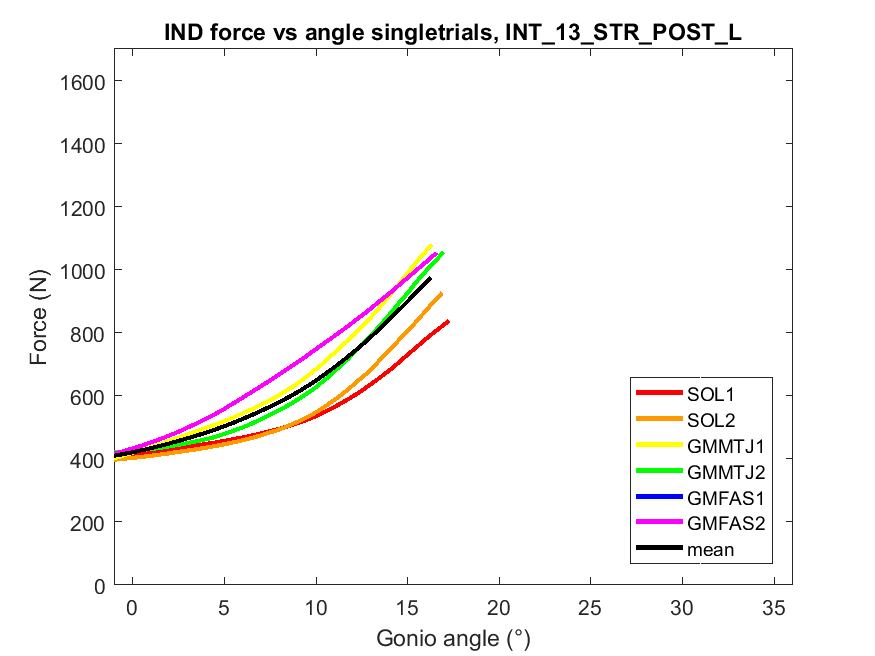 IND force vs angle singletrials, INT_13_STR_POST_L
1600
1400
1200
1000
800
600
400
200
0
Force (N)
0 5 10 15 20 25 30 35
Gonio angle (°)
SOL1
SOL2
GMMTJ1
GMMTJ2
GMFAS1
GMFAS2
mean